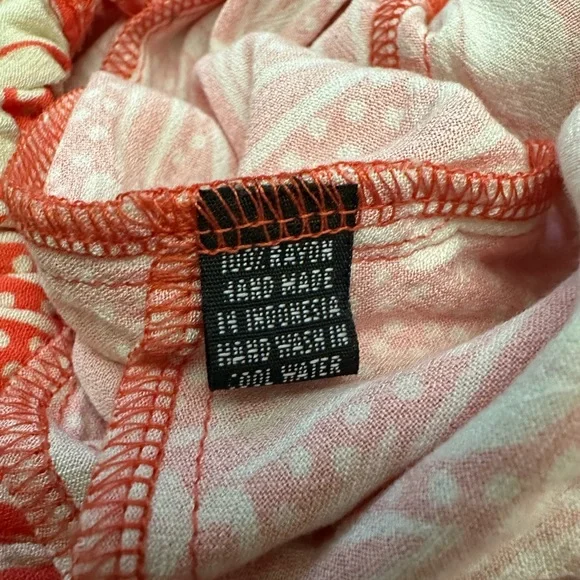 100% RAYON
HAND MADE
IN INDONESIA
HAND WASH IN
COOL WATER